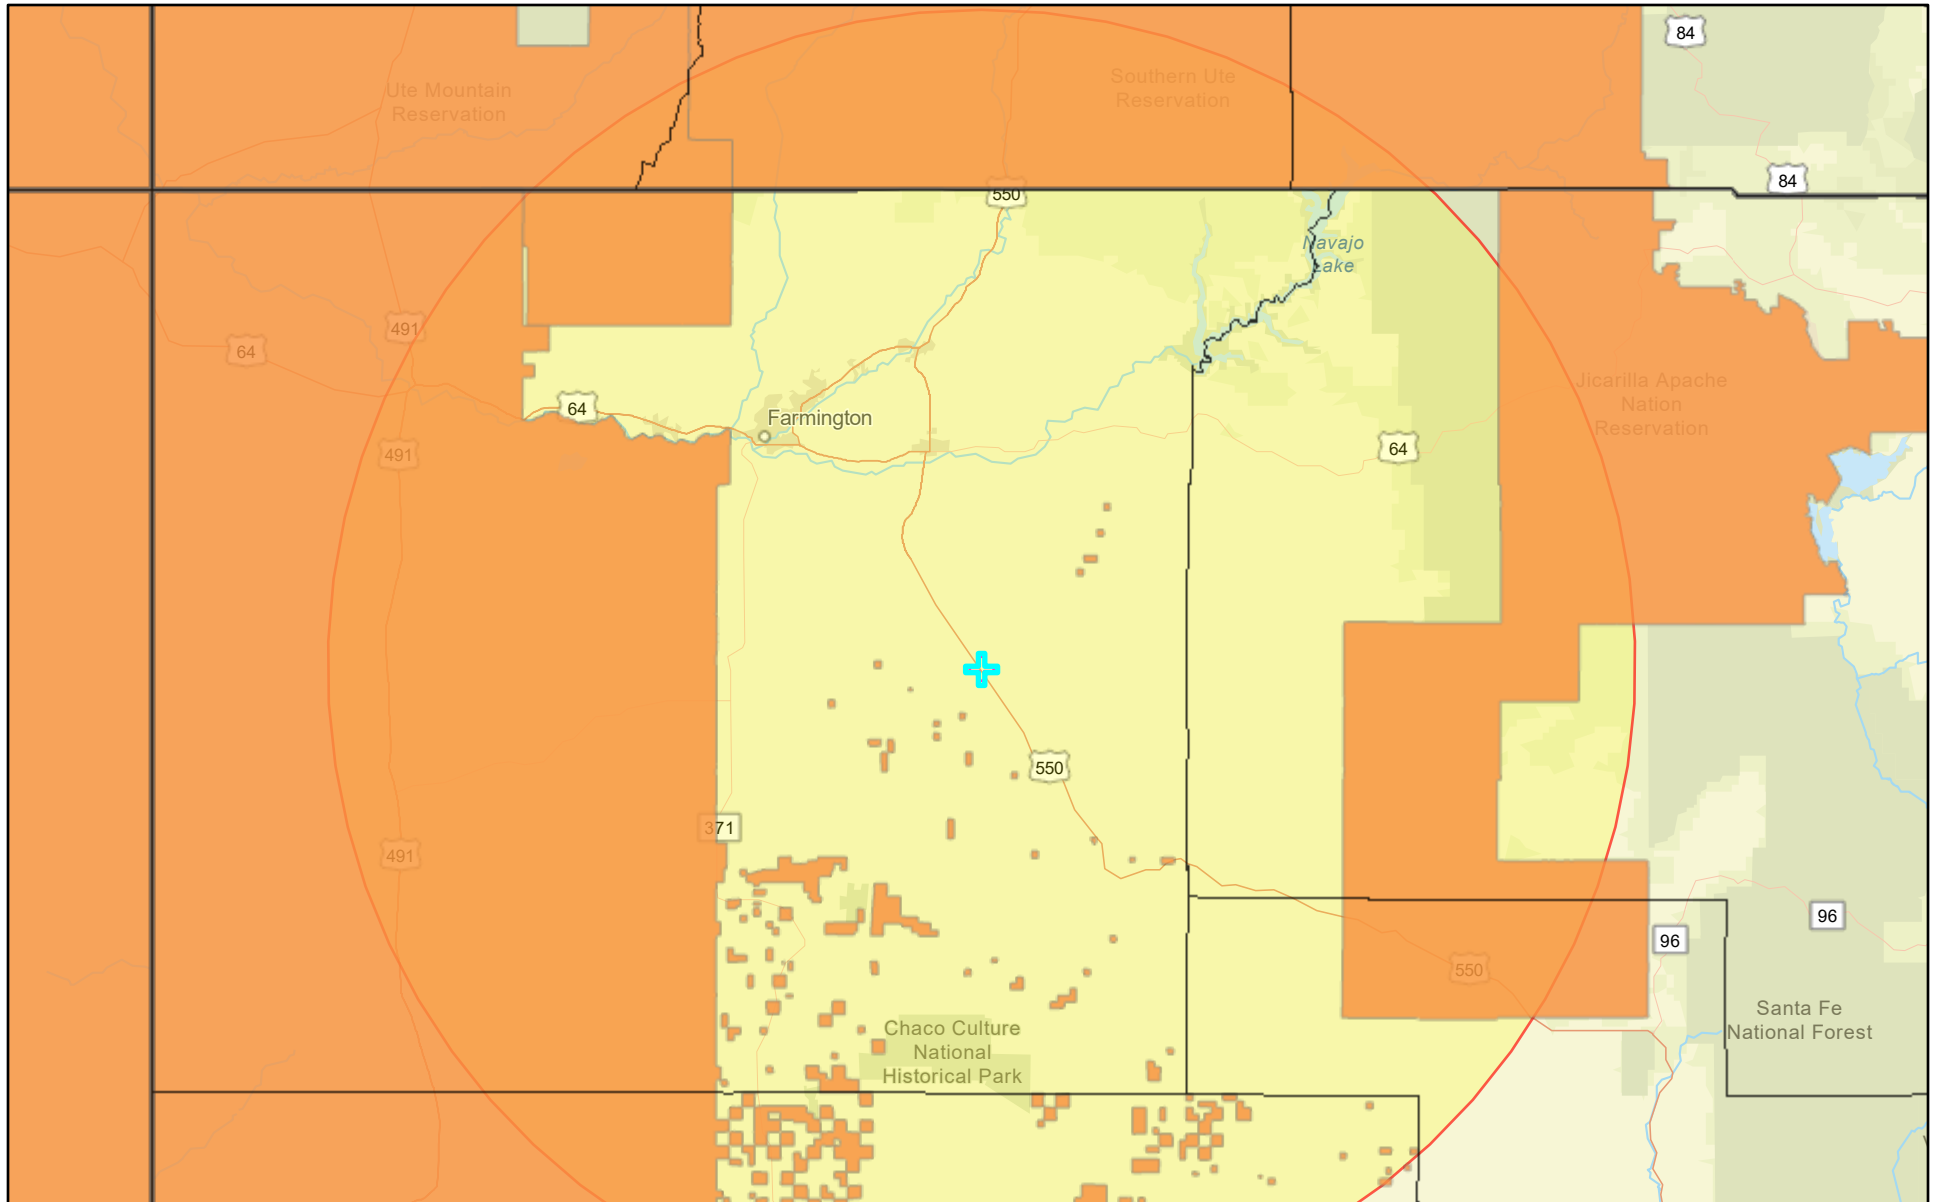 84
Ute Mountain
Reservation
Southern Ute
Reservation
84
550
Navajo
Lake
491
64
Jicarilla Apache
Nation
Reservation
64
Farmington
64
491
550
371
491
96
96
550
Santa Fe
National Forest
Chaco Culture
National
Historical Park